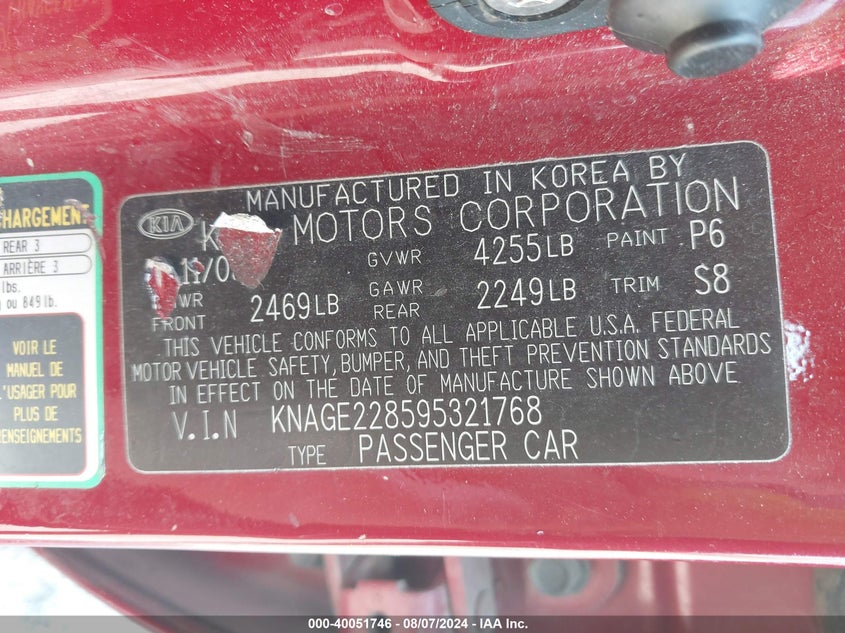 CHARGEMENT
REAR 3
ARRIÈRE 3
lbs.
ou 849 lb.
VOIR LE
MANUEL DE
L'USAGER POUR
PLUS DE
RENSEIGNEMENTS
MANUFACTURED IN KOREA BY
KIA
MOTORS CORPORATION
11/0
GVWR 4255LB PAINT P6
FRONT 2469LB GAWR REAR 2249LB TRIM S8
THIS VEHICLE CONFORMS TO ALL APPLICABLE U.S.A. FEDERAL
MOTOR VEHICLE SAFETY, BUMPER, AND THEFT PREVENTION STANDARDS
IN EFFECT ON THE DATE OF MANUFACTURE SHOWN ABOVE
V.I.N KNAGE228595321768
TYPE PASSENGER CAR
000-40051746 - 08/07/2024 - IAA Inc.